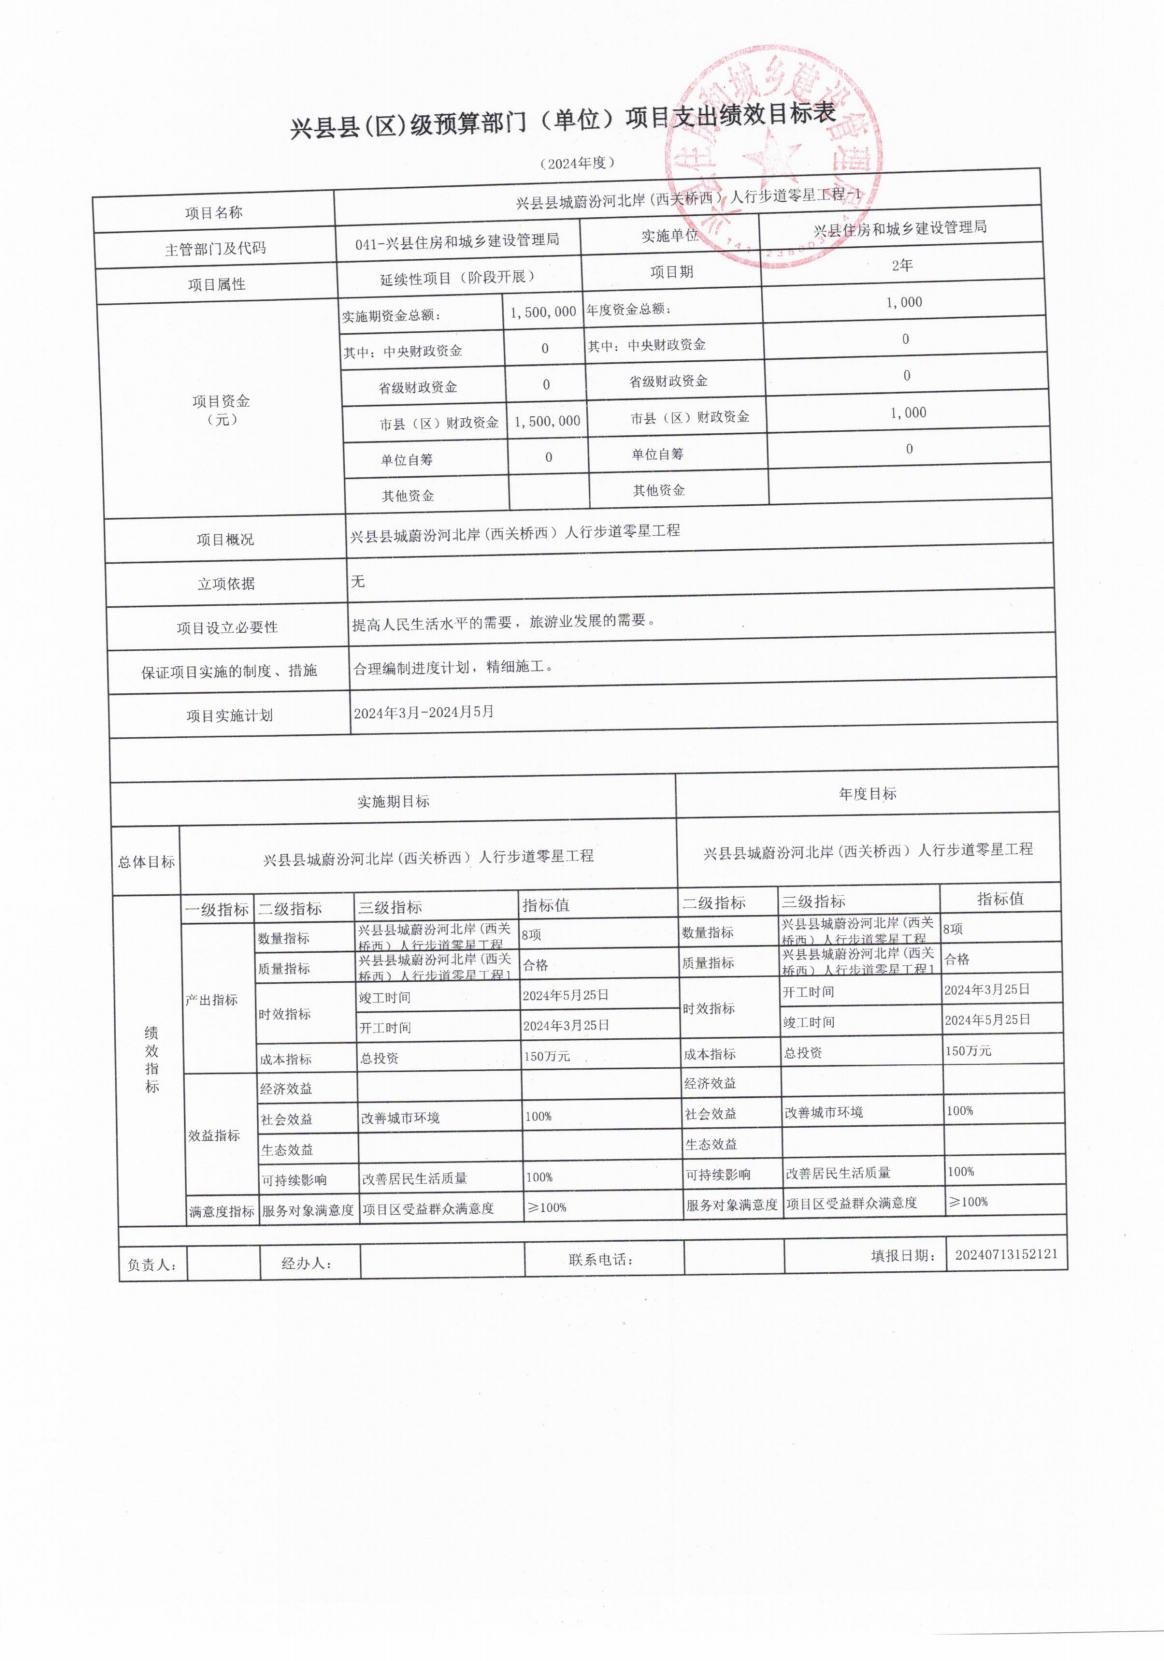 兴县县(区)级预算部门（单位）项目支出绩效目标表
（2024年度）
项目名称 兴县县城蔚汾河北岸(西关桥西）人行步道零星工程-1
主管部门及代码 041-兴县住房和城乡建设管理局 实施单位 兴县住房和城乡建设管理局
项目属性 延续性项目（阶段开展） 项目期 2年
项目资金
（元）
实施期资金总额： 1,500,000 年度资金总额： 1,000
其中：中央财政资金 0 其中：中央财政资金 0
省级财政资金 0 省级财政资金 0
市县（区）财政资金 1,500,000 市县（区）财政资金 1,000
单位自筹 0 单位自筹 0
其他资金 其他资金
项目概况 兴县县城蔚汾河北岸(西关桥西）人行步道零星工程
立项依据 无
项目设立必要性 提高人民生活水平的需要，旅游业发展的需要。
保证项目实施的制度、措施 合理编制进度计划，精细施工。
项目实施计划 2024年3月-2024月5月
实施期目标 年度目标
总体目标 兴县县城蔚汾河北岸(西关桥西）人行步道零星工程 兴县县城蔚汾河北岸(西关桥西）人行步道零星工程
绩效指标
一级指标 二级指标 三级指标 指标值 二级指标 三级指标 指标值
产出指标
数量指标 兴县县城蔚汾河北岸(西关桥西）人行步道零星工程 8项 数量指标 兴县县城蔚汾河北岸(西关桥西）人行步道零星工程 8项
质量指标 兴县县城蔚汾河北岸(西关桥西）人行步道零星工程1 合格 质量指标 兴县县城蔚汾河北岸(西关桥西）人行步道零星工程1 合格
时效指标 竣工时间 2024年5月25日 时效指标 开工时间 2024年3月25日
开工时间 2024年3月25日 竣工时间 2024年5月25日
成本指标 总投资 150万元 成本指标 总投资 150万元
效益指标
经济效益 经济效益
社会效益 改善城市环境 100% 社会效益 改善城市环境 100%
生态效益 生态效益
可持续影响 改善居民生活质量 100% 可持续影响 改善居民生活质量 100%
满意度指标 服务对象满意度 项目区受益群众满意度 ≥100% 服务对象满意度 项目区受益群众满意度 ≥100%
负责人： 经办人： 联系电话： 填报日期： 20240713152121
兴县住房和城乡建设管理局